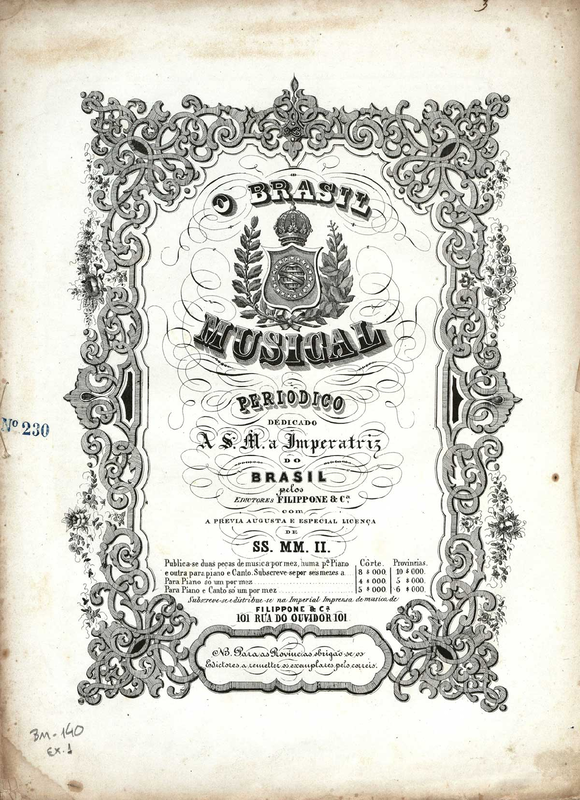 3
O BRASIL
MUSICAL
PERIODICO
DEDICADO
A S. M. a Imperatriz
DO
BRASIL
pelos
EDICTORES FILIPPONE & Cª.
com
A PREVIA AUGUSTA E ESPECIAL LICENÇA
DE
SS. MM. II.
Publica-se duas peças de musica por mez, huma pª Piano Côrte. Provincias.
e outra para piano e Canto. Subscreve se por seis mezes a 8$000. 10$000.
Para Piano só um por mez 4$000 5$000.
Para Piano e Canto só um por mez 5$000 6$000.
Subscreve-se e distribue-se na Imperial Imprensa de musica de
FILIPPONE & Cª
101 RUA DO OUVIDOR 101
NB. Para as Provincias obrigão-se os
Edictores a remetter os exemplares pelo correio.
Nº 230
BM-140
Ex.1